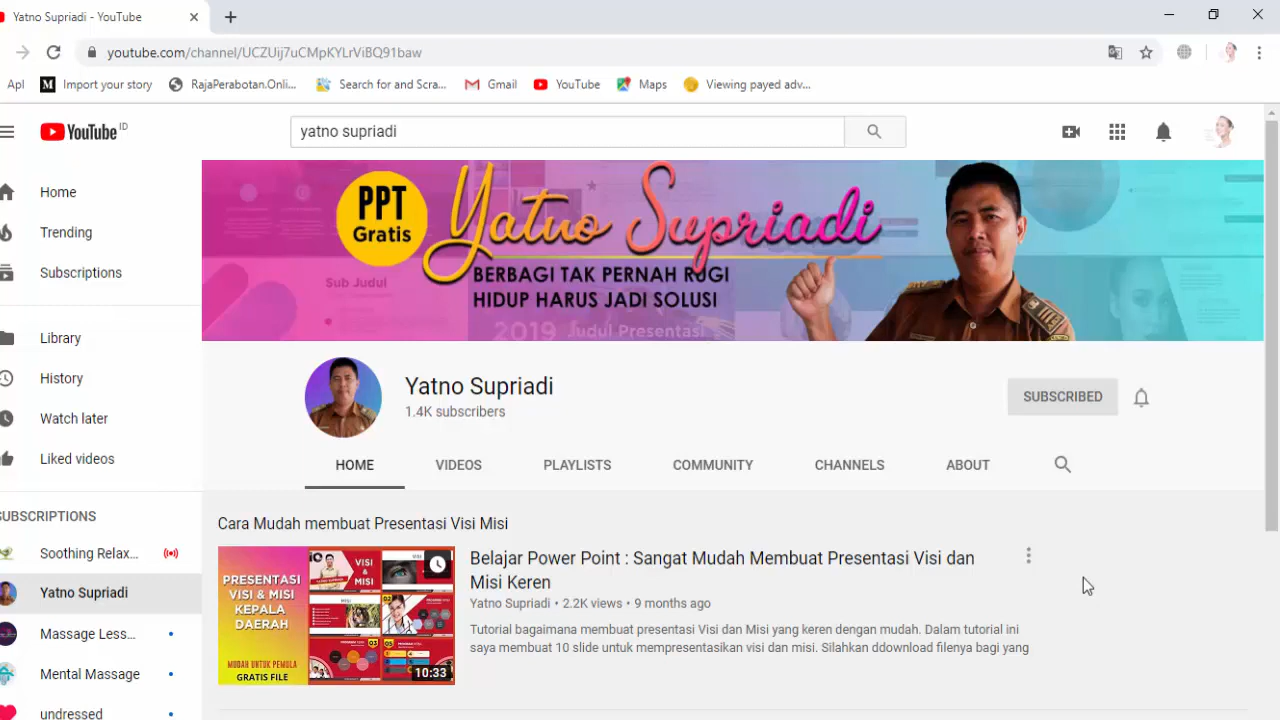 Yatno Supriadi - YouTube
youtube.com/channel/UCZUij7uCMpKYLrViBQ91baw
Apl
Import your story
RajaPerabotan.Onli...
Search for and Scra...
Gmail
YouTube
Maps
Viewing payed adv...
YouTube ID
yatno supriadi
Home
Trending
Subscriptions
Library
History
Watch later
Liked videos
SUBSCRIPTIONS
Soothing Relax...
Yatno Supriadi
Massage Less...
Mental Massage
undressed
PPT
Gratis
Yatno Supriadi
BERBAGI TAK PERNAH RUGI
HIDUP HARUS JADI SOLUSI
Sub Judul
2019 Judul Presentasi
Yatno Supriadi
1.4K subscribers
SUBSCRIBED
HOME
VIDEOS
PLAYLISTS
COMMUNITY
CHANNELS
ABOUT
Cara Mudah membuat Presentasi Visi Misi
PRESENTASI
VISI & MISI
KEPALA
DAERAH
MUDAH UNTUK PEMULA
GRATIS FILE
VISI
&
MISI
10:33
Belajar Power Point : Sangat Mudah Membuat Presentasi Visi dan
Misi Keren
Yatno Supriadi • 2.2K views • 9 months ago
Tutorial bagaimana membuat presentasi Visi dan Misi yang keren dengan mudah. Dalam tutorial ini
saya membuat 10 slide untuk mempresentasikan visi dan misi. Silahkan ddownload filenya bagi yang